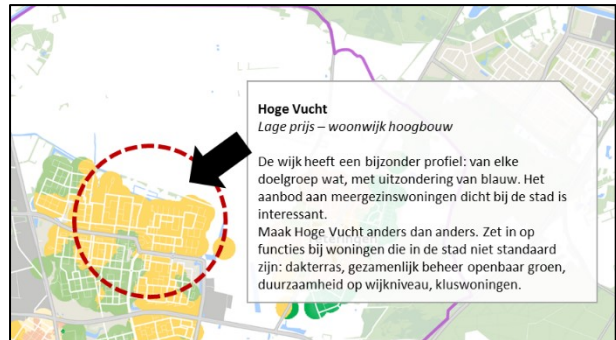 Hoge Vucht
Lage prijs – woonwijk hoogbouw
De wijk heeft een bijzonder profiel: van elke
doelgroep wat, met uitzondering van blauw. Het
aanbod aan meergezinswoningen dicht bij de stad is
interessant.
Maak Hoge Vucht anders dan anders. Zet in op
functies bij woningen die in de stad niet standaard
zijn: dakterras, gezamenlijk beheer openbaar groen,
duurzaamheid op wijkniveau, kluswoningen.